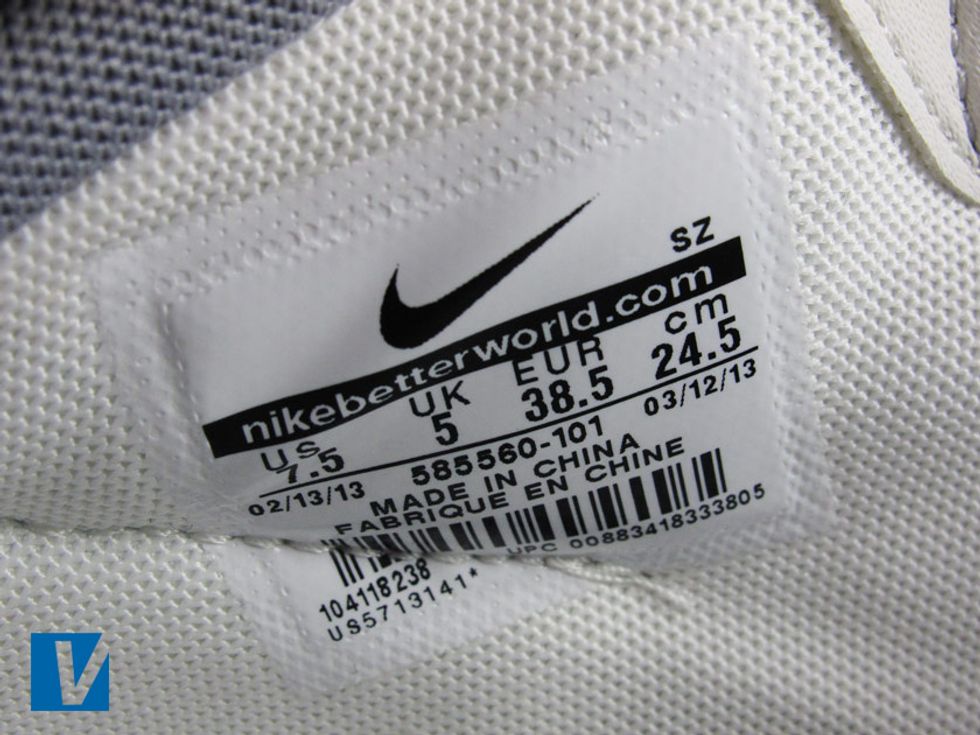 SZ
nikebetterworld.com
US UK EUR cm
7.5 5 38.5 24.5
02/13/13 585560-101 03/12/13
MADE IN CHINA
FABRIQUE EN CHINE
UPC 00883418333805
104118238
US5713141*
V